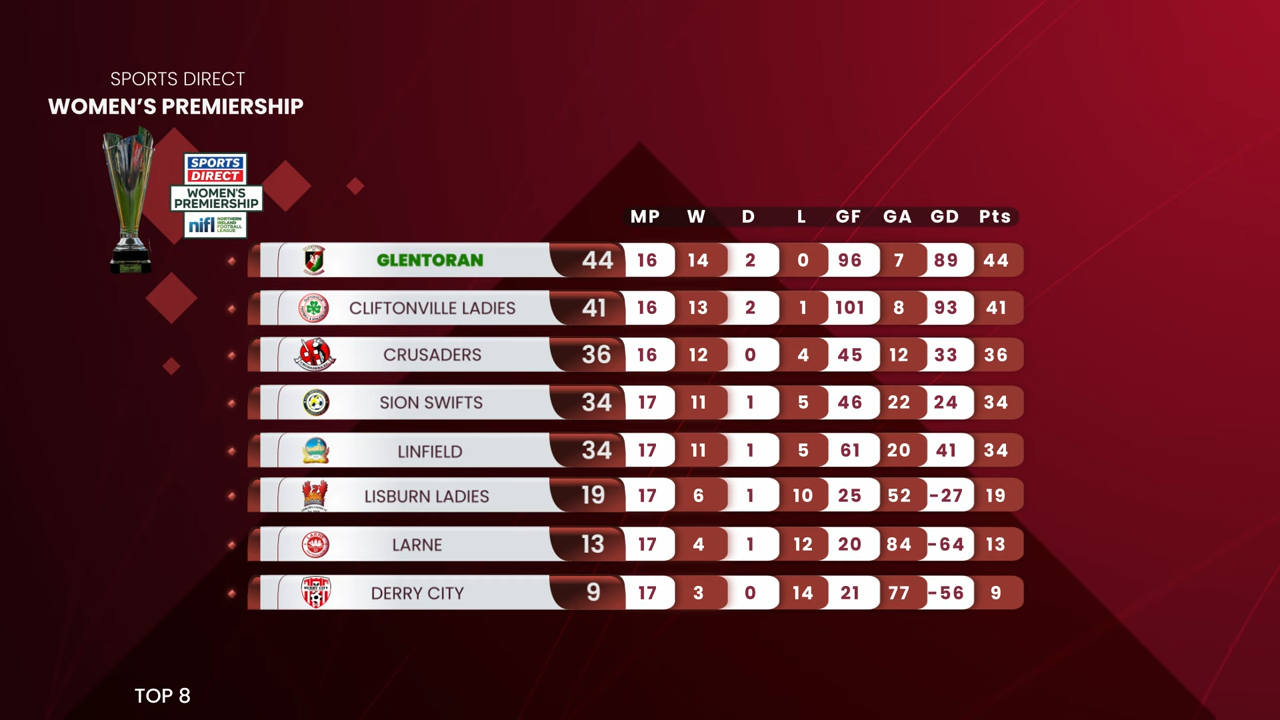 SPORTS DIRECT
WOMEN'S PREMIERSHIP
SPORTS
DIRECT
WOMEN'S
PREMIERSHIP
nifl NORTHERN IRELAND FOOTBALL LEAGUE
MP W D L GF GA GD Pts
GLENTORAN 44 16 14 2 0 96 7 89 44
CLIFTONVILLE LADIES 41 16 13 2 1 101 8 93 41
CRUSADERS 36 16 12 0 4 45 12 33 36
SION SWIFTS 34 17 11 1 5 46 22 24 34
LINFIELD 34 17 11 1 5 61 20 41 34
LISBURN LADIES 19 17 6 1 10 25 52 -27 19
LARNE 13 17 4 1 12 20 84 -64 13
DERRY CITY 9 17 3 0 14 21 77 -56 9
TOP 8